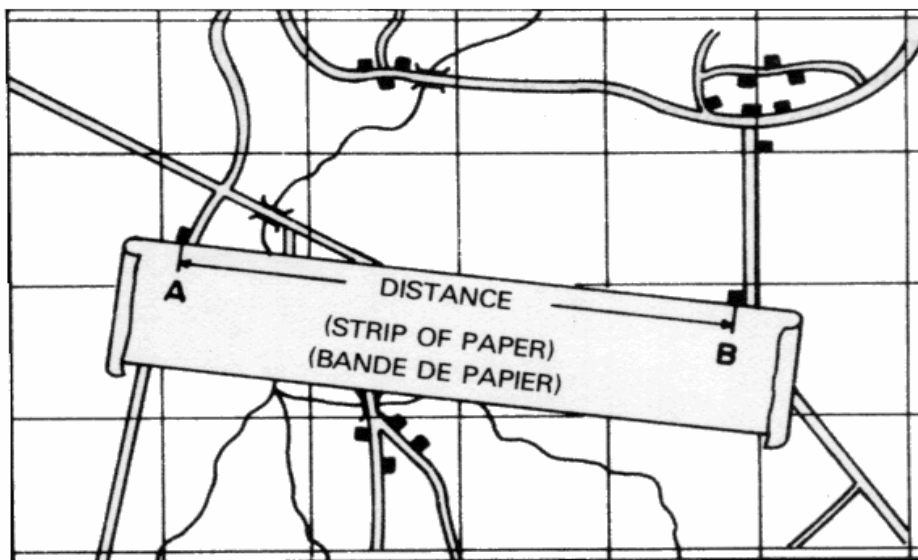 A
DISTANCE
(STRIP OF PAPER)
(BANDE DE PAPIER)
B